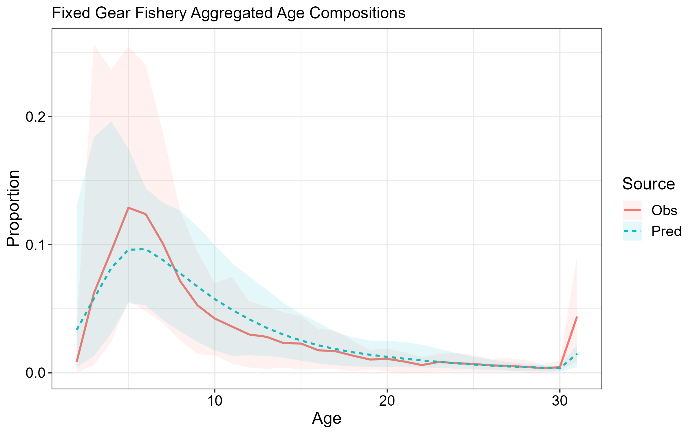 Fixed Gear Fishery Aggregated Age Compositions
Proportion
0.2
0.1
0.0
10
20
30
Age
Source
Obs
Pred